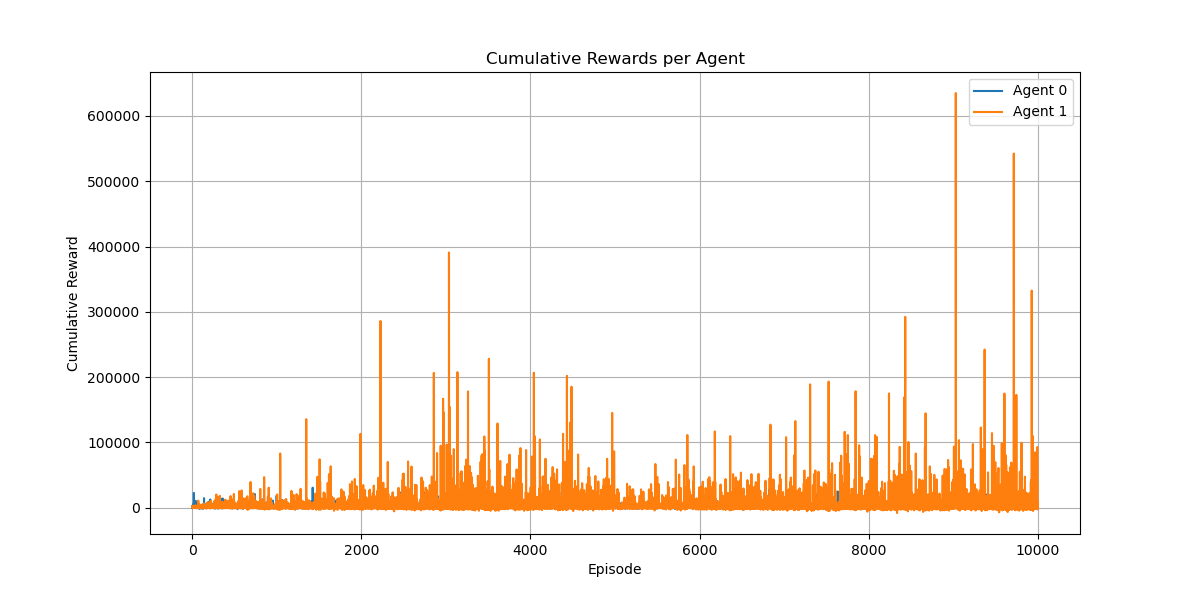 Cumulative Rewards per Agent
Agent 0
Agent 1
600000
500000
400000
300000
200000
100000
0
Cumulative Reward
0 2000 4000 6000 8000 10000
Episode